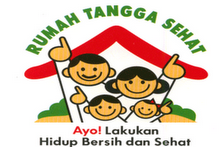 RUMAH TANGGA SEHAT
Ayo! Lakukan
Hidup Bersih dan Sehat